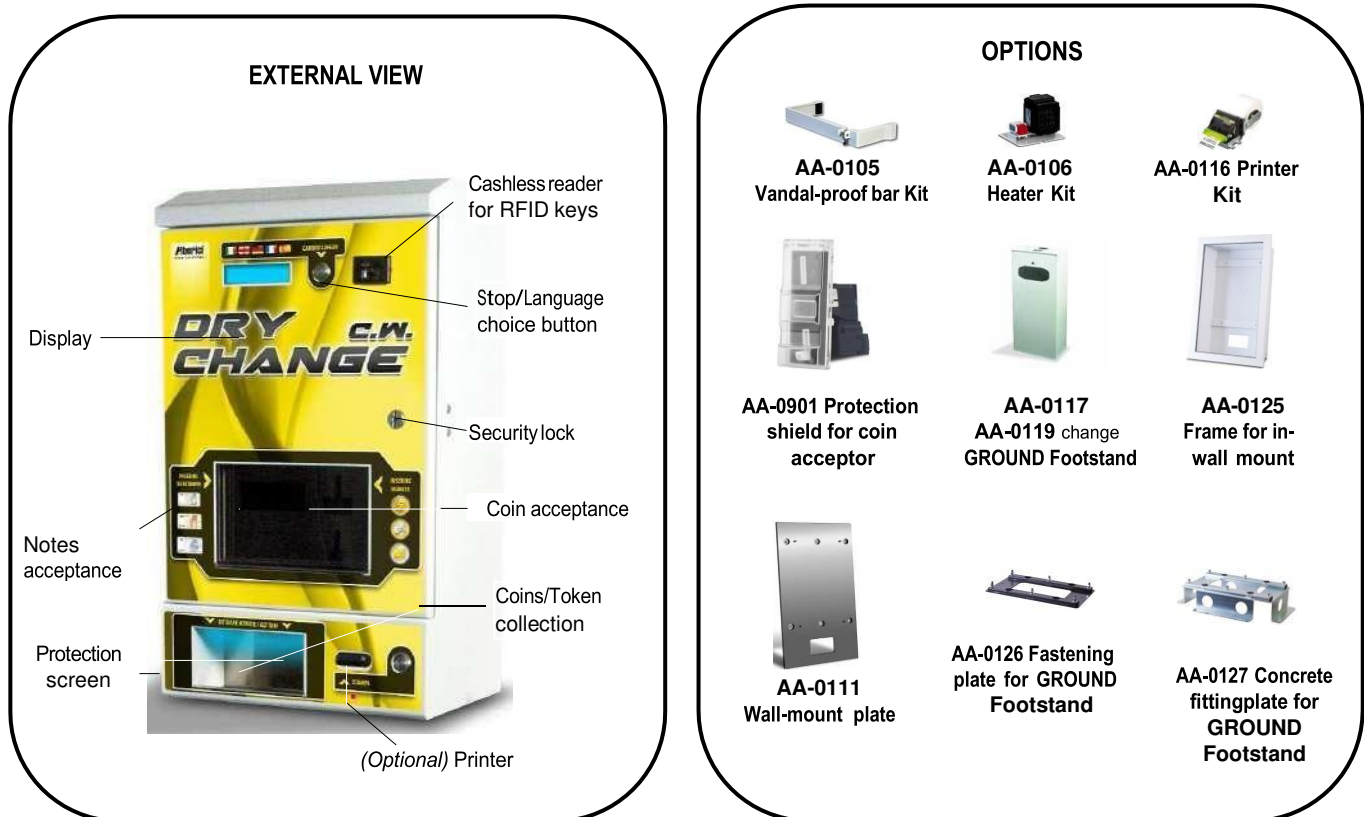 EXTERNAL VIEW
Cashless reader
for RFID keys
Stop/Language
choice button
Display
DRY C.W.
CHANGE
Security lock
Coin acceptance
Notes
acceptance
Coins/Token
collection
Protection
screen
(Optional) Printer
OPTIONS
AA-0105
Vandal-proof bar Kit
AA-0106
Heater Kit
AA-0116 Printer
Kit
AA-0901 Protection
shield for coin
acceptor
AA-0117
AA-0119 change
GROUND Footstand
AA-0125
Frame for in-
wall mount
AA-0111
Wall-mount plate
AA-0126 Fastening
plate for GROUND
Footstand
AA-0127 Concrete
fittingplate for
GROUND
Footstand